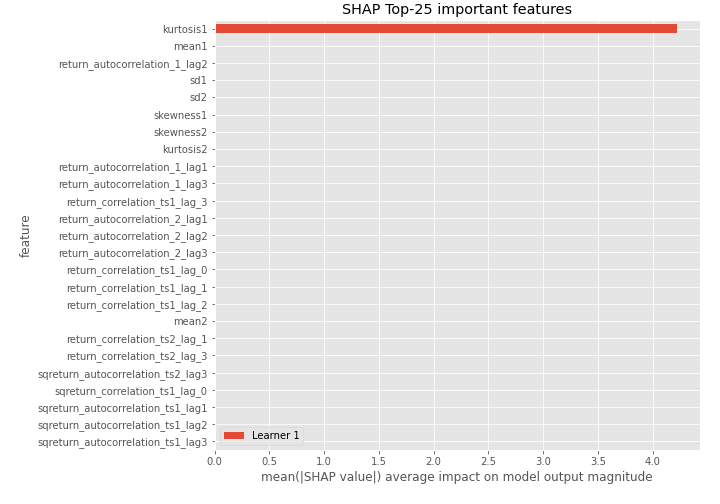 SHAP Top-25 important features
kurtosis1
mean1
return_autocorrelation_1_lag2
sd1
sd2
skewness1
skewness2
kurtosis2
return_autocorrelation_1_lag1
return_autocorrelation_1_lag3
return_correlation_ts1_lag_3
return_autocorrelation_2_lag1
return_autocorrelation_2_lag2
return_autocorrelation_2_lag3
return_correlation_ts1_lag_0
return_correlation_ts1_lag_1
return_correlation_ts1_lag_2
mean2
return_correlation_ts2_lag_1
return_correlation_ts2_lag_3
sqreturn_autocorrelation_ts2_lag3
sqreturn_correlation_ts1_lag_0
sqreturn_autocorrelation_ts1_lag1
sqreturn_autocorrelation_ts1_lag2
sqreturn_autocorrelation_ts1_lag3
feature
Learner 1
0.0 0.5 1.0 1.5 2.0 2.5 3.0 3.5 4.0
mean(|SHAP value|) average impact on model output magnitude